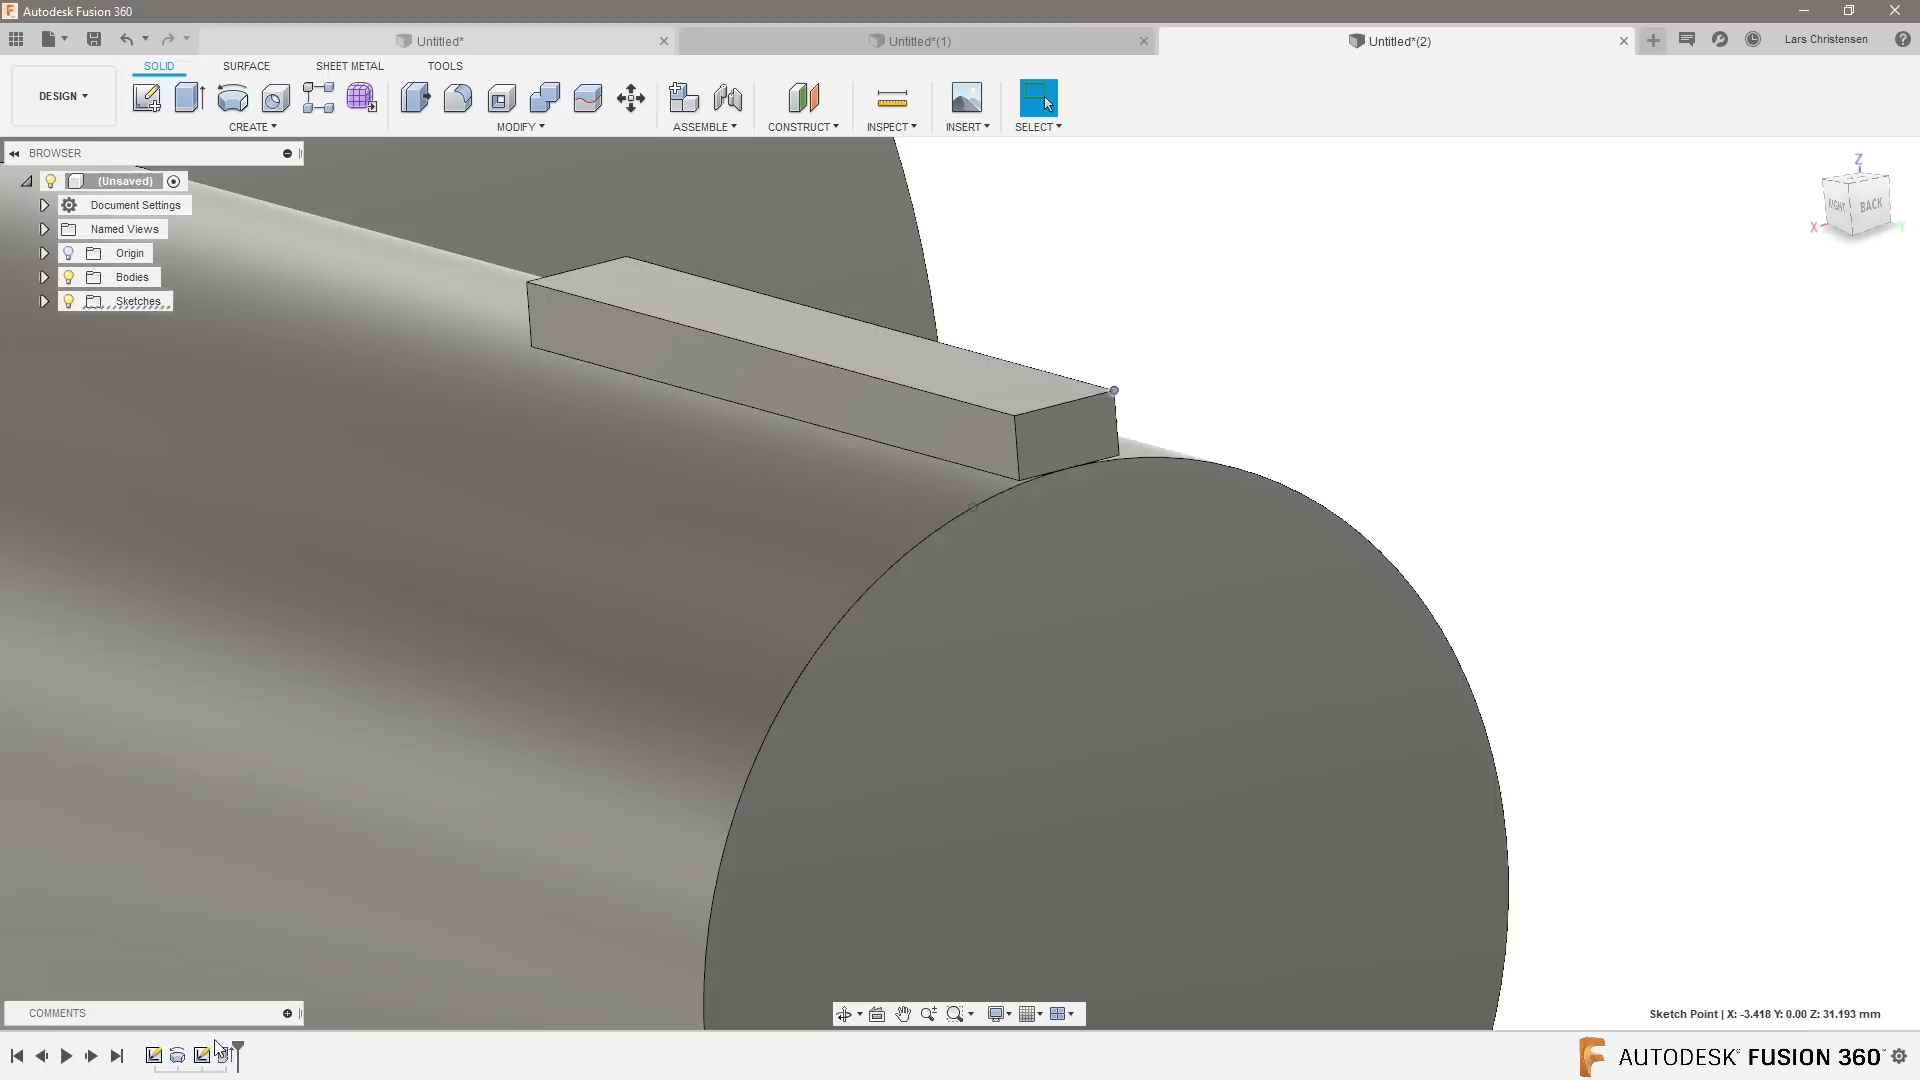 Autodesk Fusion 360
Untitled*
Untitled*(1)
Untitled*(2)
Lars Christensen
DESIGN
SOLID
SURFACE
SHEET METAL
TOOLS
CREATE
MODIFY
ASSEMBLE
CONSTRUCT
INSPECT
INSERT
SELECT
BROWSER
(Unsaved)
Document Settings
Named Views
Origin
Bodies
Sketches
Z
RIGHT
BACK
X
Y
COMMENTS
Sketch Point | X: -3.418 Y: 0.00 Z: 31.193 mm
AUTODESK FUSION 360